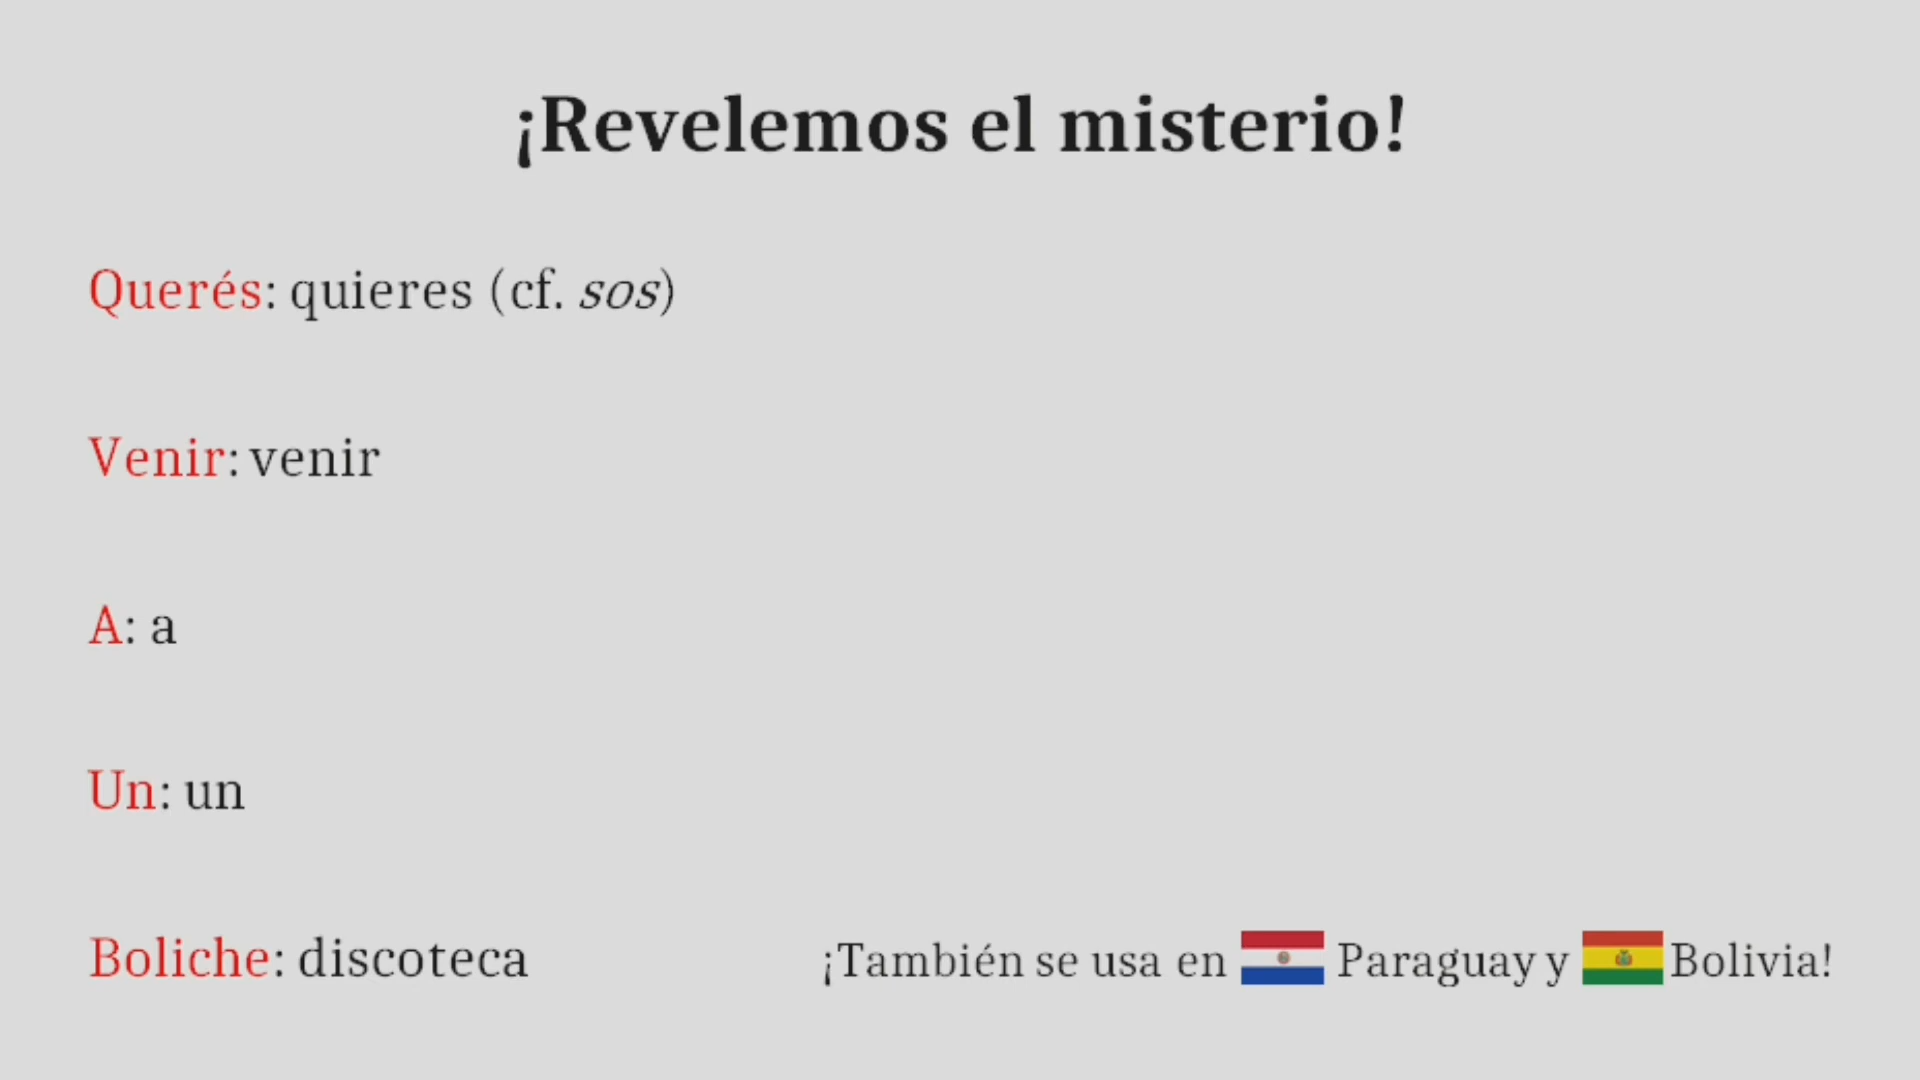 ¡Revelemos el misterio!
Querés: quieres (cf. sos)
Venir: venir
A: a
Un: un
Boliche: discoteca
¡También se usa en Paraguay y Bolivia!